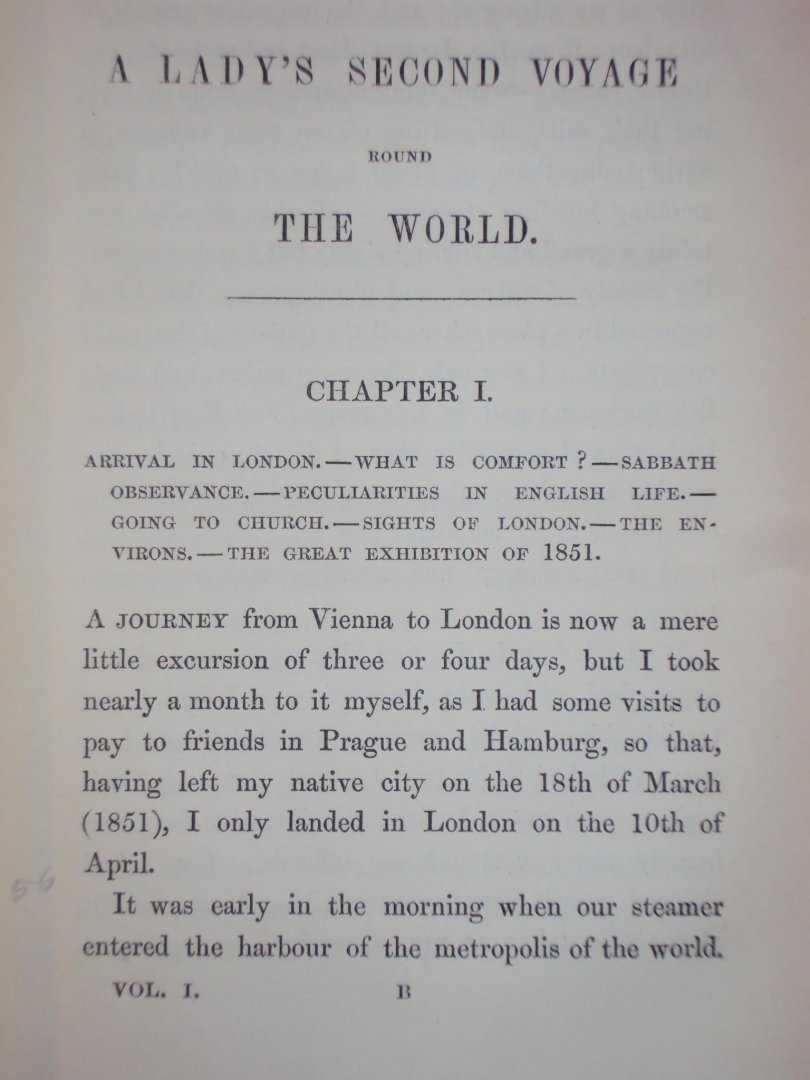 A LADY'S SECOND VOYAGE
ROUND
THE WORLD.
CHAPTER I.
ARRIVAL IN LONDON.—WHAT IS COMFORT?—SABBATH
OBSERVANCE.—PECULIARITIES IN ENGLISH LIFE.—
GOING TO CHURCH.—SIGHTS OF LONDON.—THE EN-
VIRONS.—THE GREAT EXHIBITION OF 1851.
A JOURNEY from Vienna to London is now a mere
little excursion of three or four days, but I took
nearly a month to it myself, as I had some visits to
pay to friends in Prague and Hamburg, so that,
having left my native city on the 18th of March
(1851), I only landed in London on the 10th of
April.
It was early in the morning when our steamer
entered the harbour of the metropolis of the world.
VOL. I. B